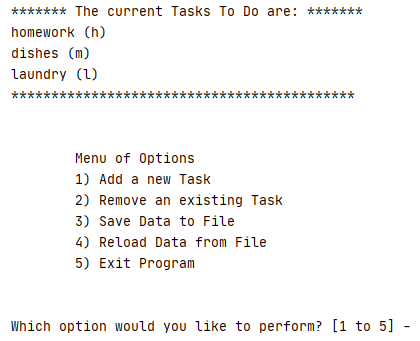 ******* The current Tasks To Do are: *******
homework (h)
dishes (m)
laundry (l)
*******************************************
Menu of Options
1) Add a new Task
2) Remove an existing Task
3) Save Data to File
4) Reload Data from File
5) Exit Program
Which option would you like to perform? [1 to 5] -